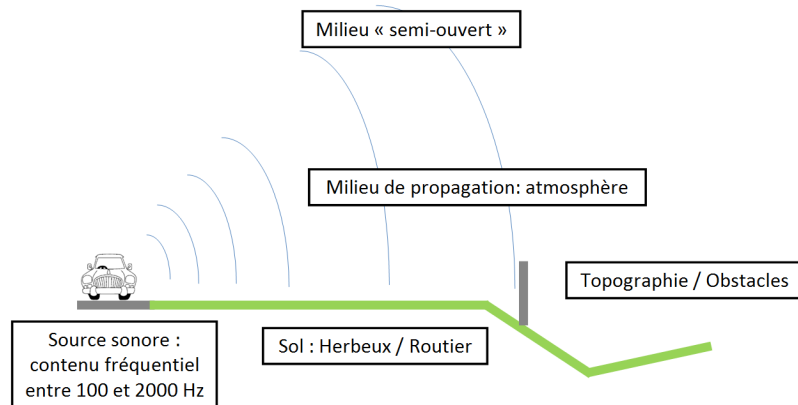 Milieu « semi-ouvert »
Milieu de propagation: atmosphère
Topographie / Obstacles
Source sonore :
contenu fréquentiel
entre 100 et 2000 Hz
Sol : Herbeux / Routier